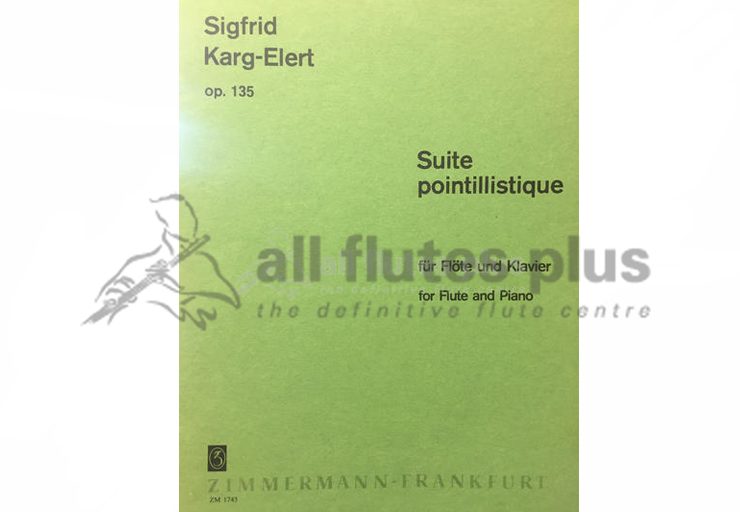 Sigfrid
Karg-Elert
op. 135
Suite
pointillistique
all flutes plus
für Flöte und Klavier
for Flute and Piano
the definitive flute centre
ZIMMERMANN-FRANKFURT
ZM 1743